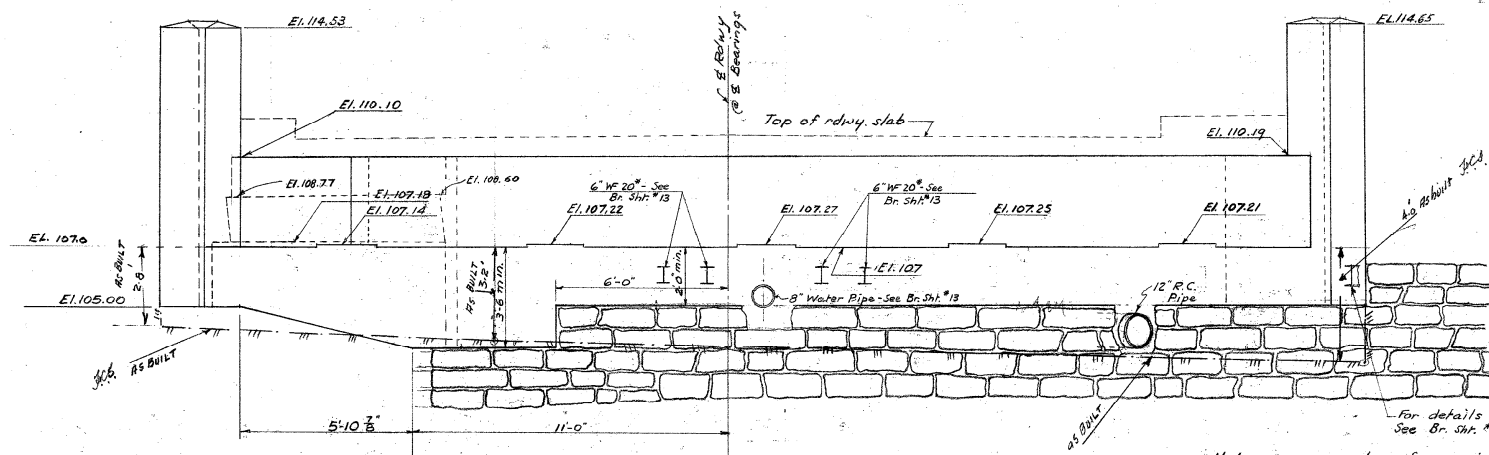 El. 114.53
℄ Rdwy
@ ℄ Bearings
EL. 114.65
El. 110.10
Top of rdwy. slab
El. 110.19
El. 108.77
El. 107.18
El. 108.60
El. 107.14
6" WF 20# - See
Br. Sht. #13
6" WF 20# - See
Br. Sht. #13
El. 107.22
El. 107.27
El. 107.25
El. 107.21
4.0' As built J.C.S.
EL. 107.0
AS BUILT
2.8'
AS BUILT
3.2'
3'-6" min.
2'-0" min.
El. 107
6'-0"
8" Water Pipe - See Br. Sht. #13
12" R.C.
Pipe
El. 105.00
J.C.S. AS BUILT
AS BUILT
5'-10 7/8"
11'-0"
For details
See Br. Sht. #